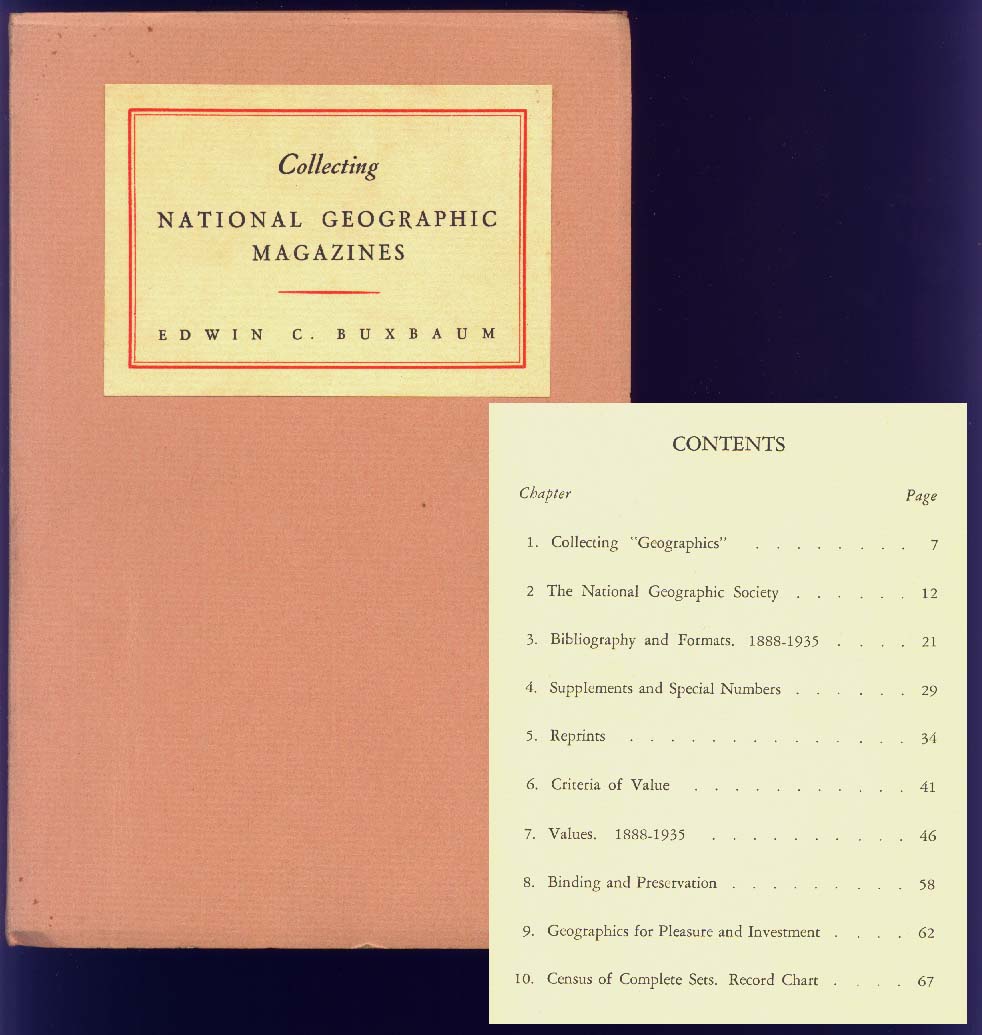 Collecting
NATIONAL GEOGRAPHIC
MAGAZINES
EDWIN C. BUXBAUM
CONTENTS
Chapter Page
1. Collecting "Geographics" . . . . . . . . 7
2 The National Geographic Society . . . . . . 12
3. Bibliography and Formats. 1888-1935 . . . . 21
4. Supplements and Special Numbers . . . . . . 29
5. Reprints . . . . . . . . . . . . . . 34
6. Criteria of Value . . . . . . . . . . . 41
7. Values. 1888-1935 . . . . . . . . . . 46
8. Binding and Preservation . . . . . . . . . 58
9. Geographics for Pleasure and Investment . . . . 62
10. Census of Complete Sets. Record Chart . . . . 67